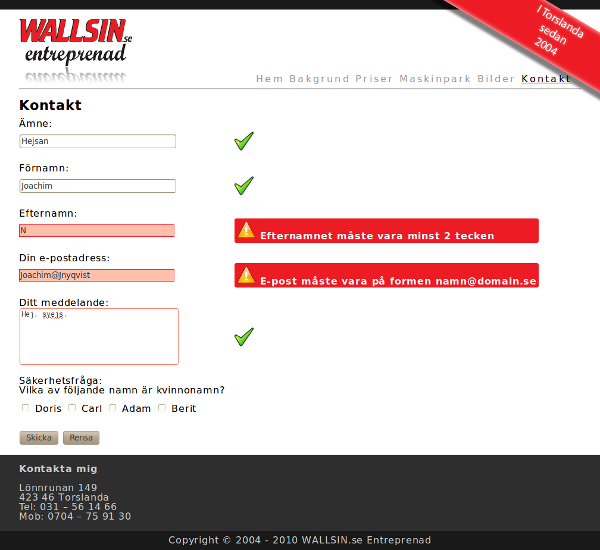 WALLSIN.se
entreprenad
I Torslanda
sedan
2004
Hem Bakgrund Priser Maskinpark Bilder Kontakt
Kontakt
Ämne:
Hejsan
Förnamn:
Joachim
Efternamn:
N
Efternamnet måste vara minst 2 tecken
Din e-postadress:
Joachim@Jnyqvist
E-post måste vara på formen namn@domain.se
Ditt meddelande:
Hej. svejs.
Säkerhetsfråga:
Vilka av följande namn är kvinnonamn?
Doris Carl Adam Berit
Skicka Rensa
Kontakta mig
Lönnrunan 149
423 46 Torslanda
Tel: 031 – 56 14 66
Mob: 0704 – 75 91 30
Copyright © 2004 - 2010 WALLSIN.se Entreprenad